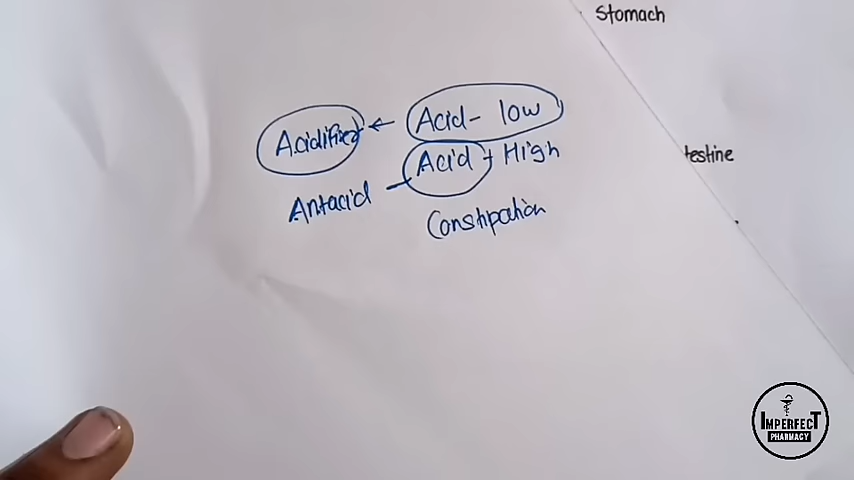 Stomach
Acidifier ← Acid - low
Acid + High
testine
Antacid
Constipation
IMPERFECT
PHARMACY